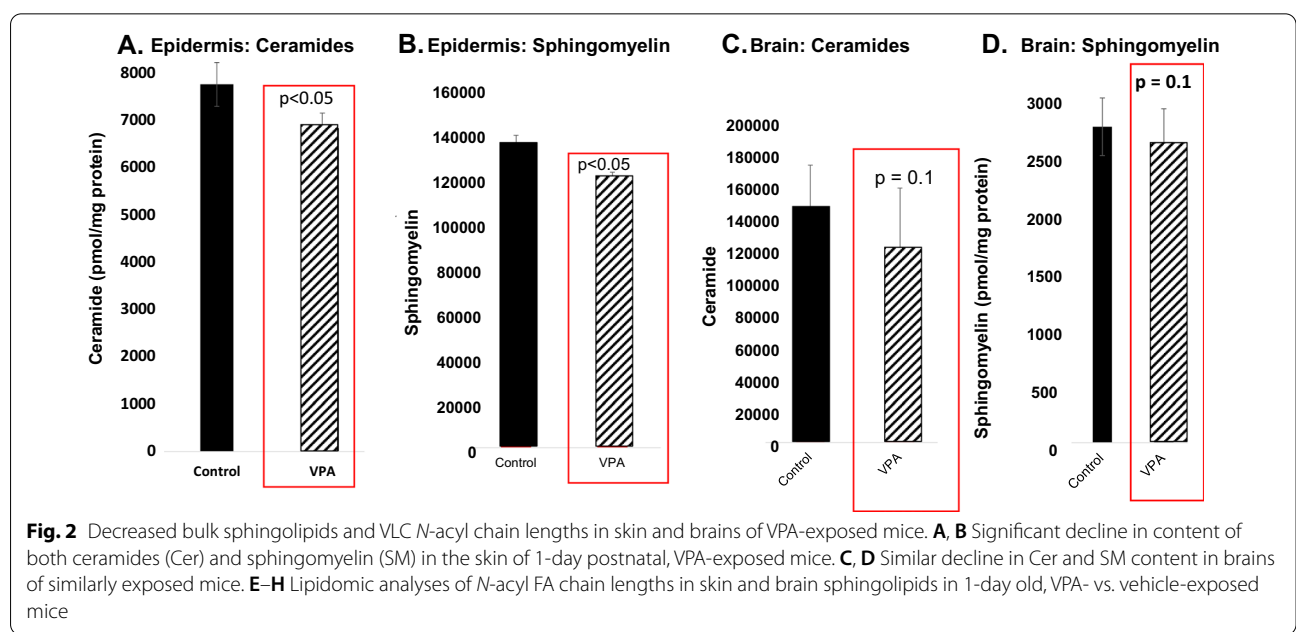 A. Epidermis: Ceramides
Ceramide (pmol/mg protein)
8000
7000
6000
5000
4000
3000
2000
1000
0
p<0.05
Control
VPA
B. Epidermis: Sphingomyelin
Sphingomyelin
160000
140000
120000
100000
80000
60000
40000
20000
0
p<0.05
Control
VPA
C. Brain: Ceramides
Ceramide
200000
180000
160000
140000
120000
100000
80000
60000
40000
20000
0
p = 0.1
Control
VPA
D. Brain: Sphingomyelin
Sphingomyelin (pmol/mg protein)
3000
2500
2000
1500
1000
500
0
p = 0.1
Control
VPA
Fig. 2 Decreased bulk sphingolipids and VLC N-acyl chain lengths in skin and brains of VPA-exposed mice. A, B Significant decline in content of
both ceramides (Cer) and sphingomyelin (SM) in the skin of 1-day postnatal, VPA-exposed mice. C, D Similar decline in Cer and SM content in brains
of similarly exposed mice. E–H Lipidomic analyses of N-acyl FA chain lengths in skin and brain sphingolipids in 1-day old, VPA- vs. vehicle-exposed
mice